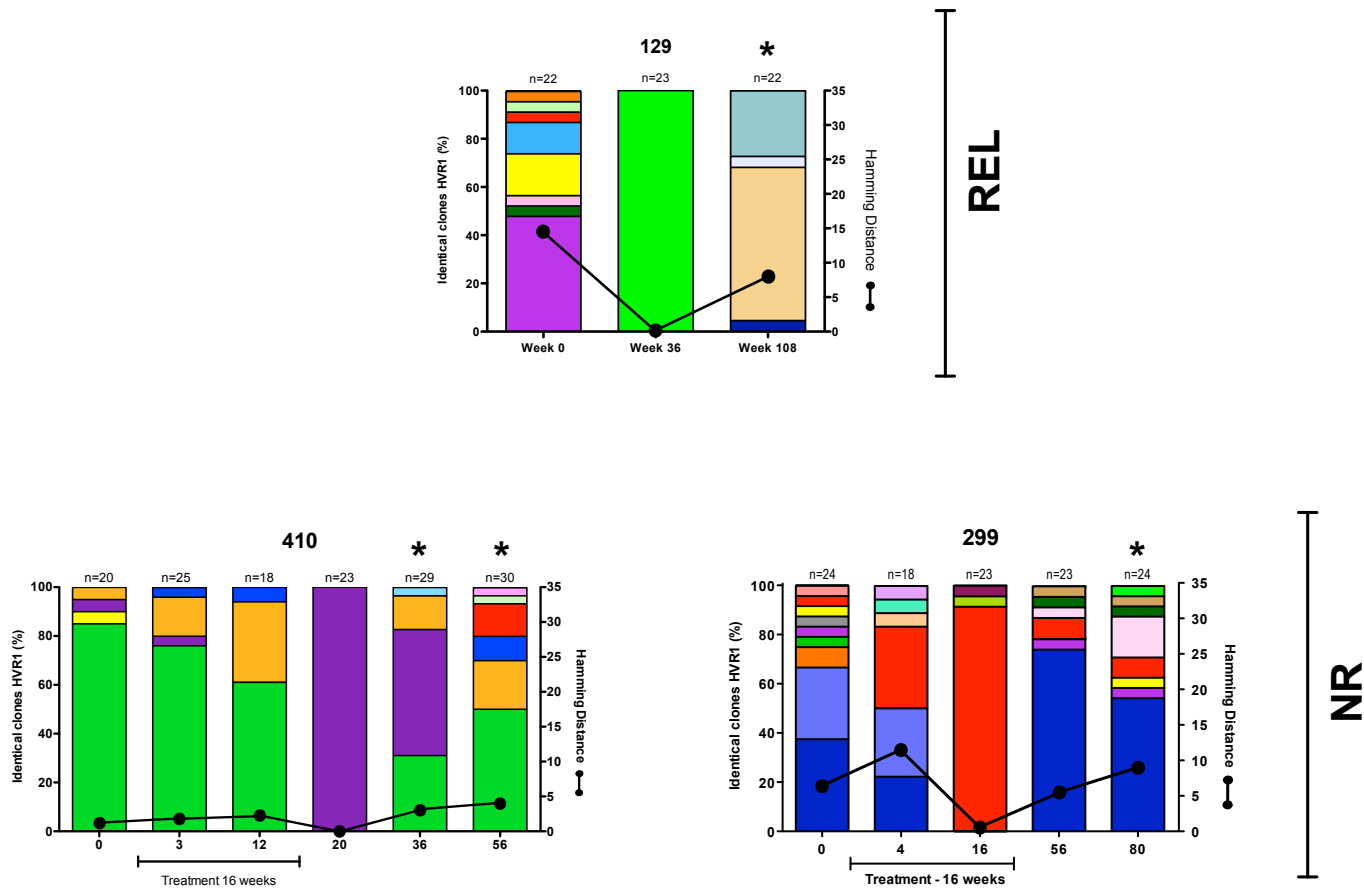 129 *
n=22 n=23 n=22
100 35
30
80
25
60
20
15
40
10
20
5
0 0
Identical clones HVR1 (%)
Hamming Distance
Week 0 Week 36 Week 108
REL
410 * *
n=20 n=25 n=18 n=23 n=29 n=30
100 35
30
80
25
60
20
15
40
10
20
5
0 0
Identical clones HVR1 (%)
Hamming Distance
0 3 12 20 36 56
Treatment 16 weeks
299 *
n=24 n=18 n=23 n=23 n=24
100 35
30
80
25
60
20
15
40
10
20
5
0 0
Identical clones HVR1 (%)
Hamming Distance
0 4 16 56 80
Treatment - 16 weeks
NR